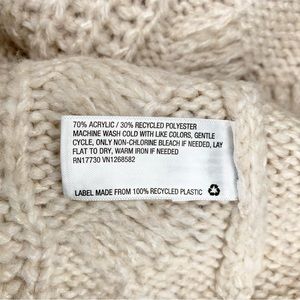 70% ACRYLIC / 30% RECYCLED POLYESTER
MACHINE WASH COLD WITH LIKE COLORS, GENTLE
CYCLE, ONLY NON-CHLORINE BLEACH IF NEEDED, LAY
FLAT TO DRY, WARM IRON IF NEEDED
RN17730 VN1268582
LABEL MADE FROM 100% RECYCLED PLASTIC